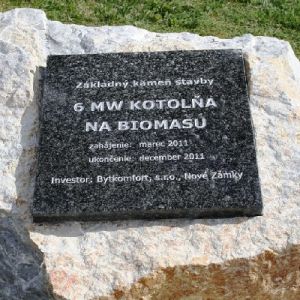 Základný kameň stavby
6 MW KOTOLŇA
NA BIOMASU
zahájenie: marec 2011
ukončenie: december 2011
Investor: Bytkomfort, s.r.o., Nové Zámky